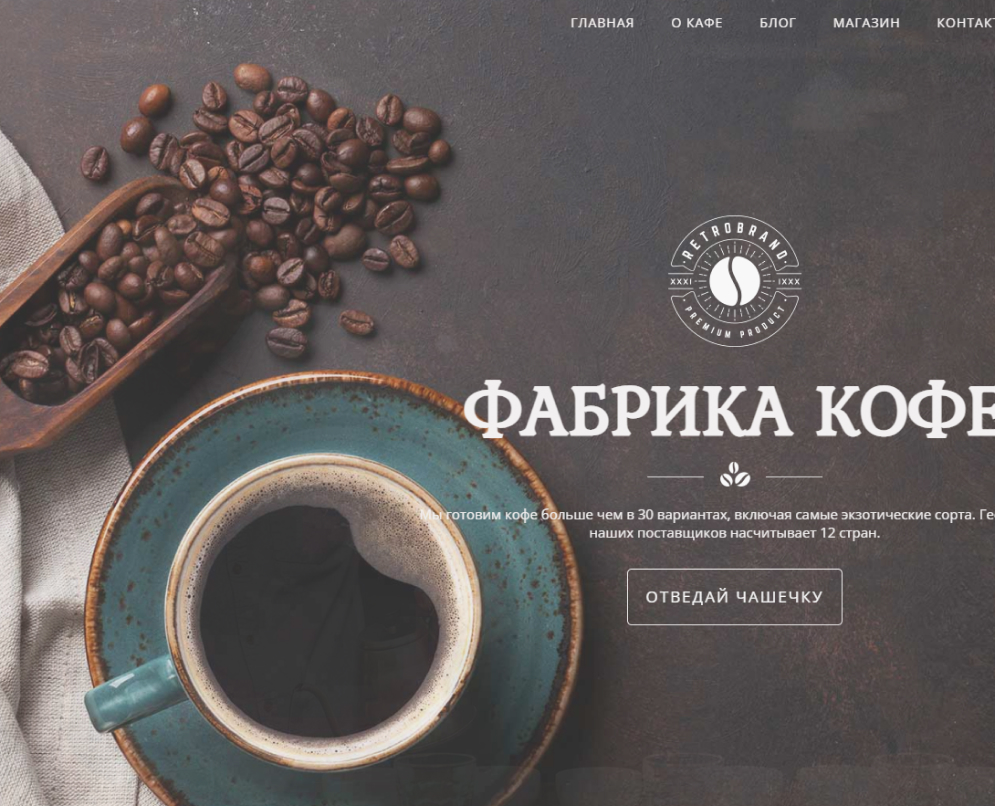 ГЛАВНАЯ О КАФЕ БЛОГ МАГАЗИН КОНТАК
RETROBRAND
XXXI IXXX
PREMIUM PRODUCT
ФАБРИКА КОФЕ
Мы готовим кофе больше чем в 30 вариантах, включая самые экзотические сорта. Ге
наших поставщиков насчитывает 12 стран.
ОТВЕДАЙ ЧАШЕЧКУ